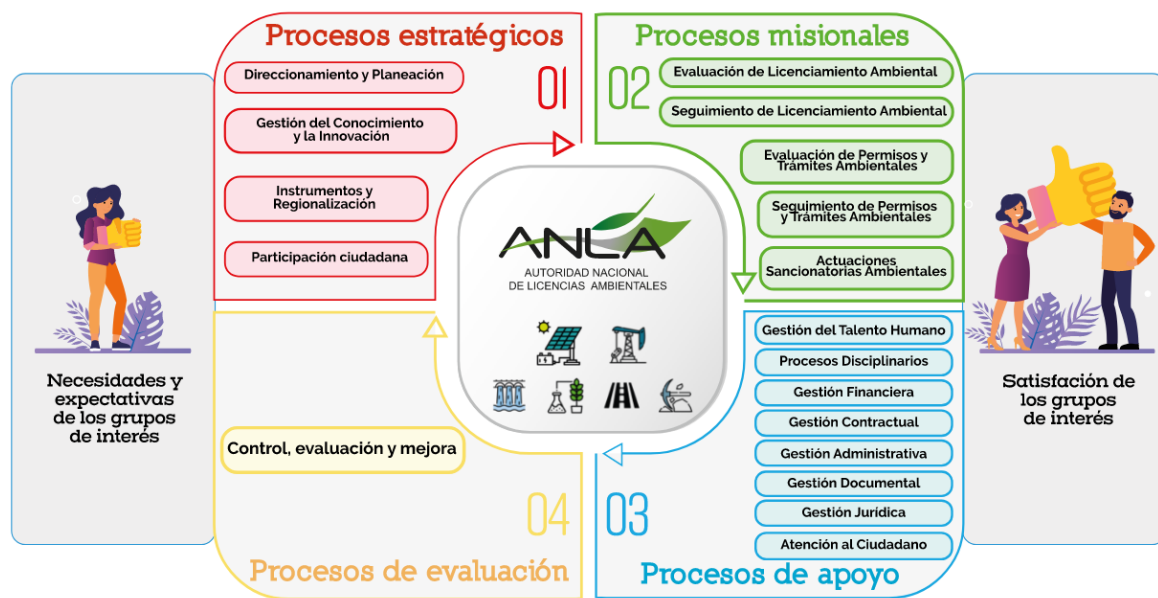 Procesos estratégicos
01
Direccionamiento y Planeación
Gestión del Conocimiento
y la Innovación
Instrumentos y
Regionalización
Participación ciudadana
Procesos misionales
02
Evaluación de Licenciamiento Ambiental
Seguimiento de Licenciamiento Ambiental
Evaluación de Permisos y
Trámites Ambientales
Seguimiento de Permisos
y Trámites Ambientales
Actuaciones
Sancionatorias Ambientales
ANLA
AUTORIDAD NACIONAL
DE LICENCIAS AMBIENTALES
Necesidades y
expectativas
de los grupos
de interés
Satisfacción de
los grupos
de interés
Gestión del Talento Humano
Procesos Disciplinarios
Gestión Financiera
Gestión Contractual
Gestión Administrativa
Gestión Documental
Gestión Jurídica
Atención al Ciudadano
03
Procesos de apoyo
Control, evaluación y mejora
04
Procesos de evaluación